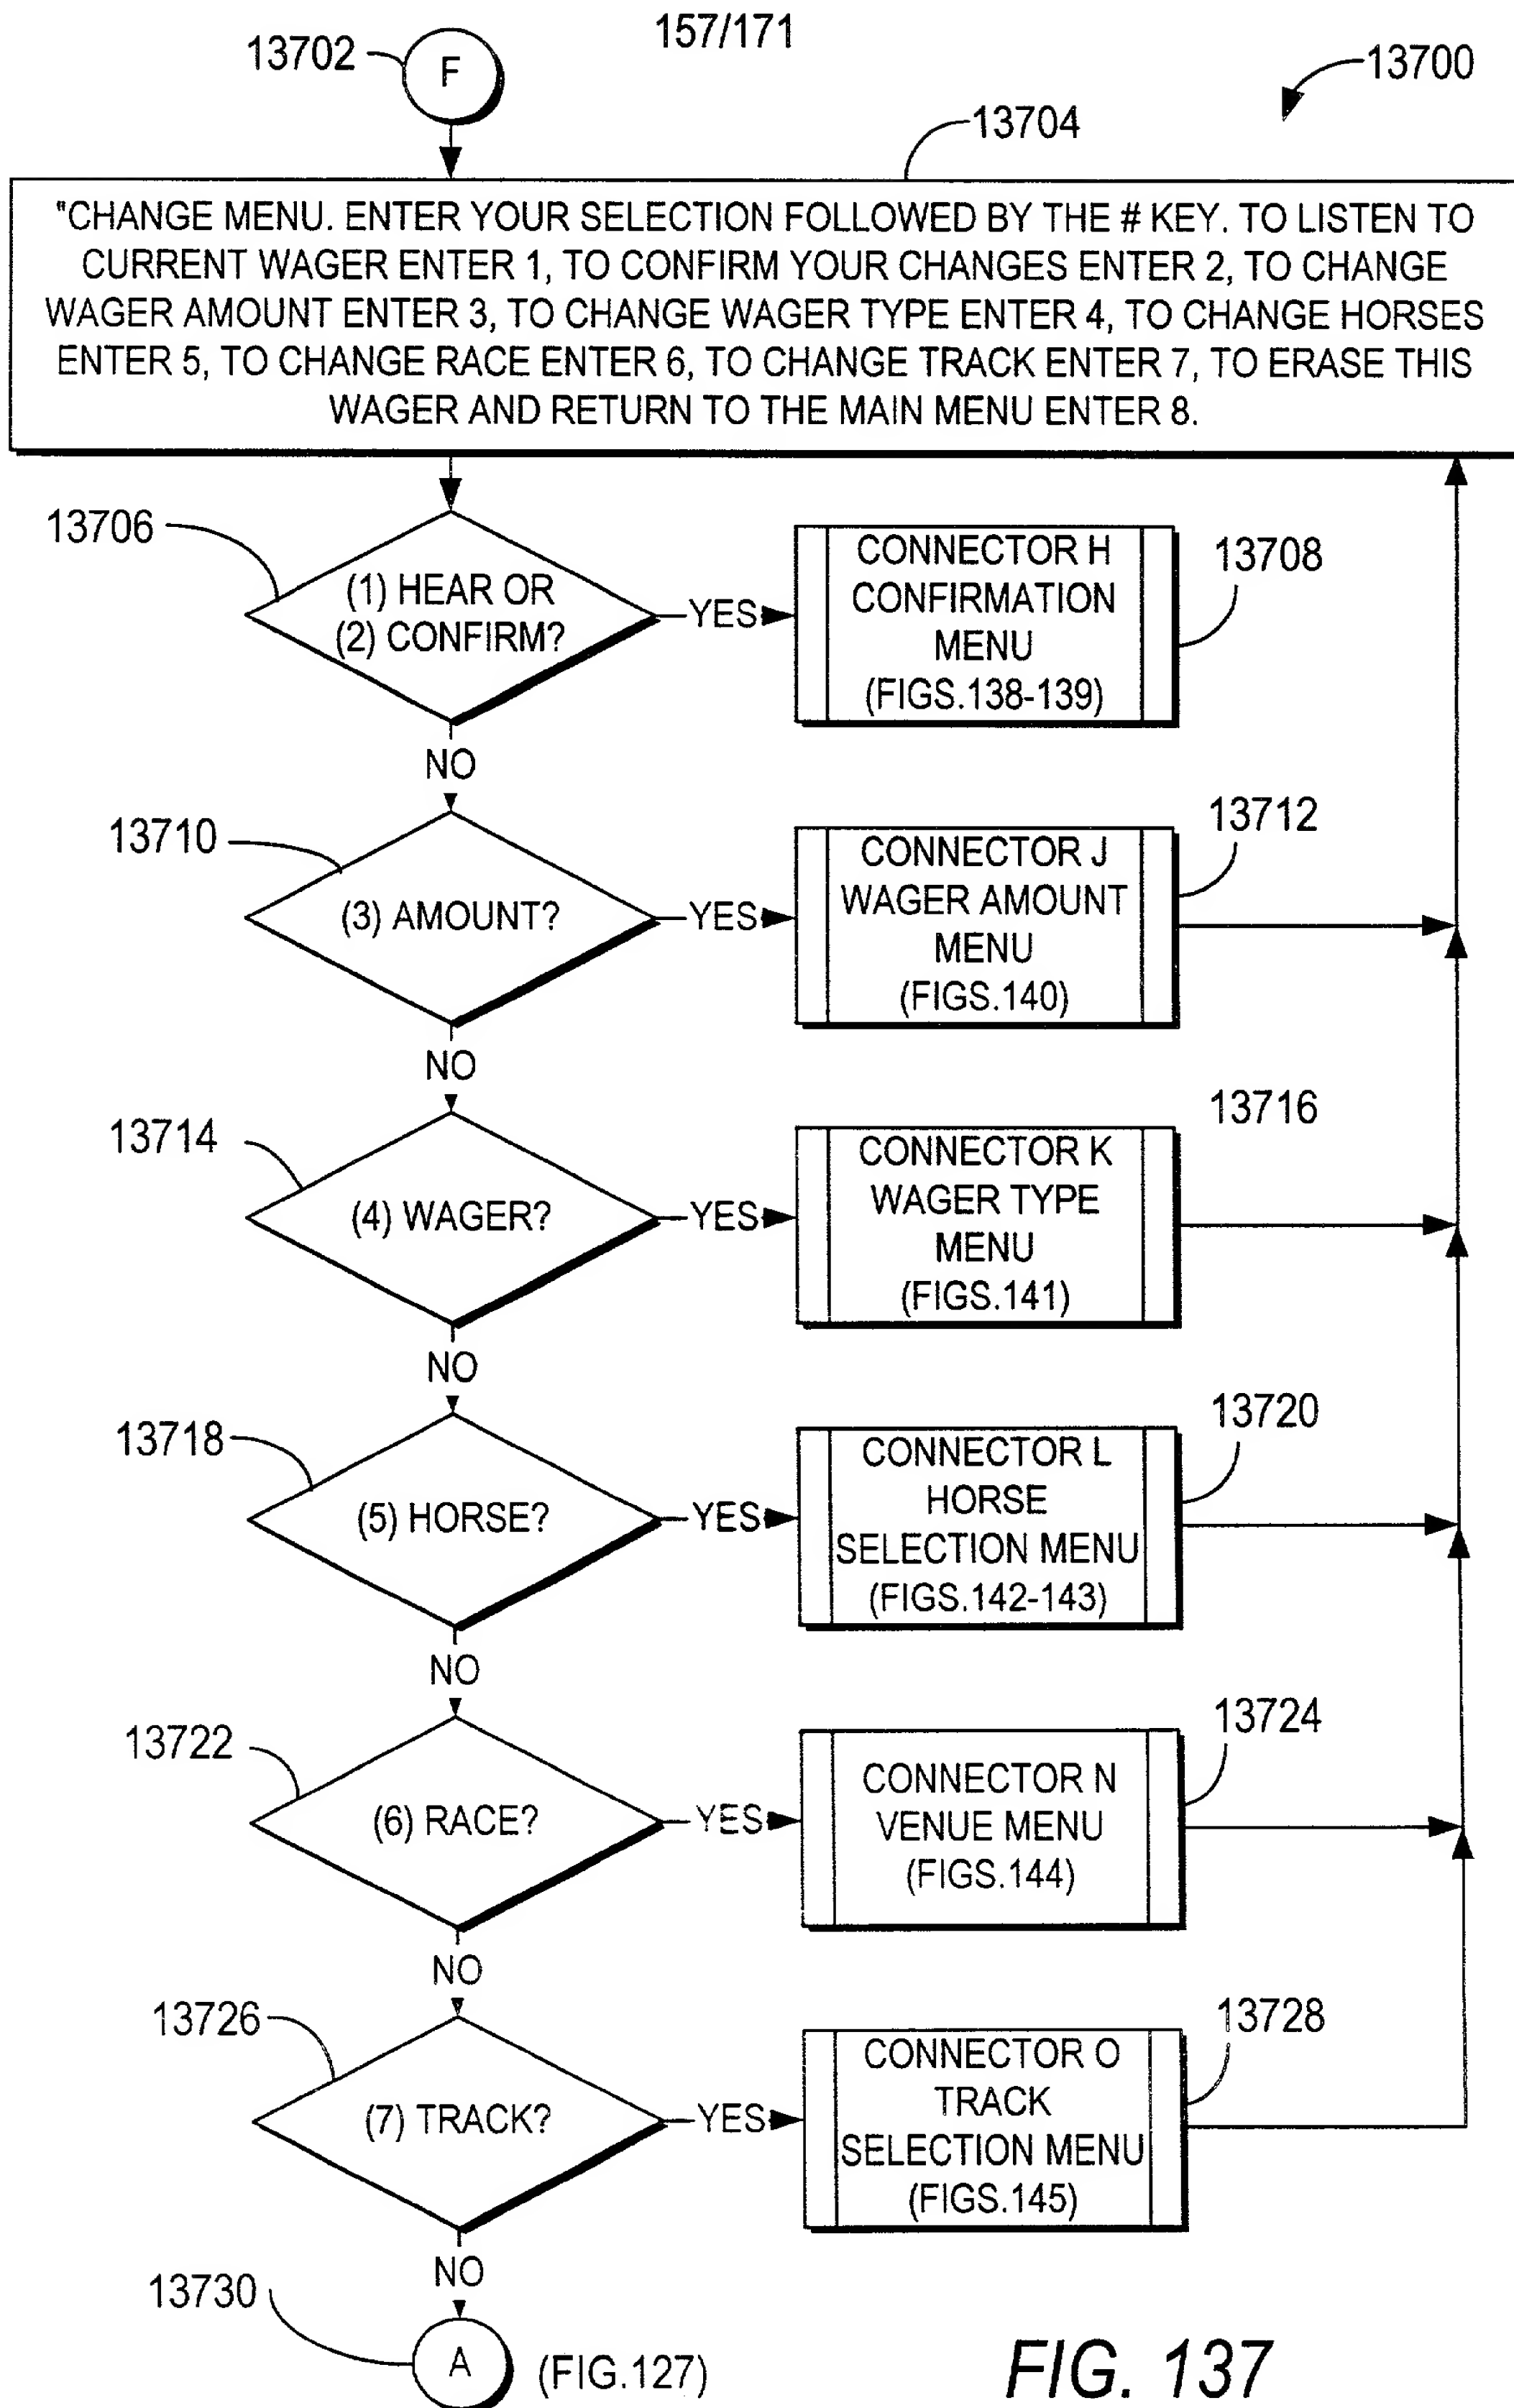 157/171
13702
F
13700
13704
"CHANGE MENU. ENTER YOUR SELECTION FOLLOWED BY THE # KEY. TO LISTEN TO
CURRENT WAGER ENTER 1, TO CONFIRM YOUR CHANGES ENTER 2, TO CHANGE
WAGER AMOUNT ENTER 3, TO CHANGE WAGER TYPE ENTER 4, TO CHANGE HORSES
ENTER 5, TO CHANGE RACE ENTER 6, TO CHANGE TRACK ENTER 7, TO ERASE THIS
WAGER AND RETURN TO THE MAIN MENU ENTER 8.
13706
(1) HEAR OR
(2) CONFIRM?
YES
CONNECTOR H
CONFIRMATION
MENU
(FIGS.138-139)
13708
NO
13710
(3) AMOUNT?
YES
CONNECTOR J
WAGER AMOUNT
MENU
(FIGS.140)
13712
NO
13714
(4) WAGER?
YES
CONNECTOR K
WAGER TYPE
MENU
(FIGS.141)
13716
NO
13718
(5) HORSE?
YES
CONNECTOR L
HORSE
SELECTION MENU
(FIGS.142-143)
13720
NO
13722
(6) RACE?
YES
CONNECTOR N
VENUE MENU
(FIGS.144)
13724
NO
13726
(7) TRACK?
YES
CONNECTOR O
TRACK
SELECTION MENU
(FIGS.145)
13728
NO
13730
A
(FIG.127)
FIG. 137